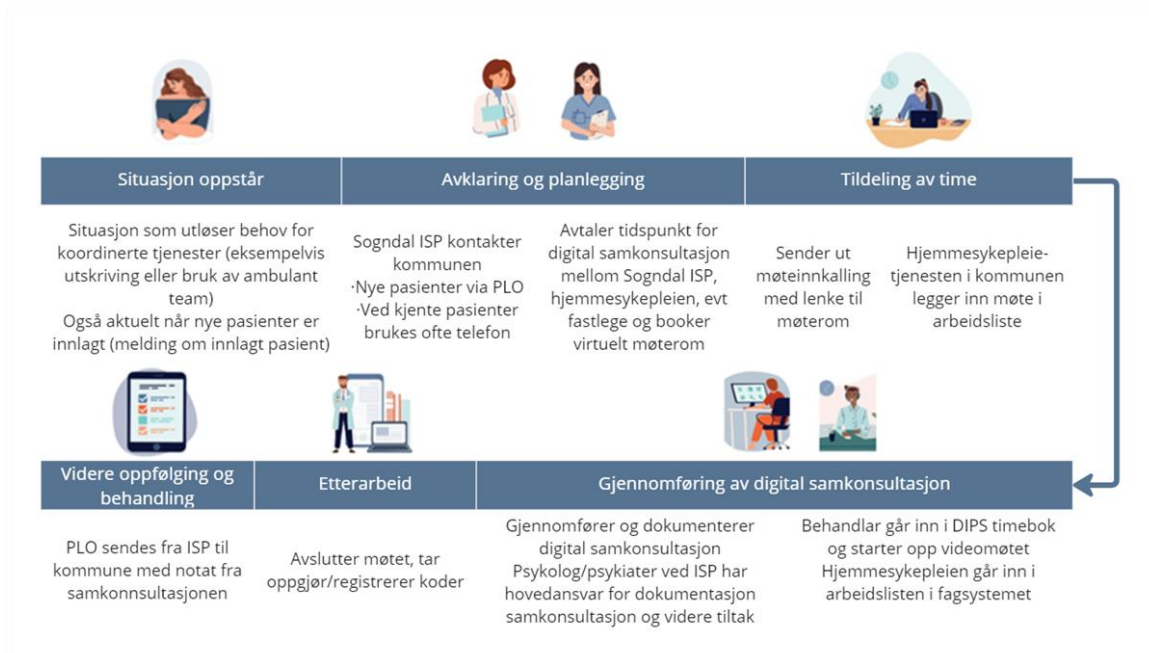 Situasjon oppstår
Avklaring og planlegging
Tildeling av time
Situasjon som utløser behov for
koordinerte tjenester (eksempelvis
utskriving eller bruk av ambulant
team)
Også aktuelt når nye pasienter er
innlagt (melding om innlagt pasient)
Sogndal ISP kontakter
kommunen
·Nye pasienter via PLO
·Ved kjente pasienter
brukes ofte telefon
Avtaler tidspunkt for
digital samkonsultasjon
mellom Sogndal ISP,
hjemmesykepleien, evt
fastlege og booker
virtuelt møterom
Sender ut
møteinnkalling
med lenke til
møterom
Hjemmesykepleie-
tjenesten i kommunen
legger inn møte i
arbeidsliste
Gjennomføring av digital samkonsultasjon
Behandlar går inn i DIPS timebok
og starter opp videomøtet
Hjemmesykepleien går inn i
arbeidslisten i fagsystemet
Gjennomfører og dokumenterer
digital samkonsultasjon
Psykolog/psykiater ved ISP har
hovedansvar for dokumentasjon
samkonsultasjon og videre tiltak
Etterarbeid
Avslutter møtet, tar
oppgjør/registrerer koder
Videre oppfølging og
behandling
PLO sendes fra ISP til
kommune med notat fra
samkonnsultasjonen